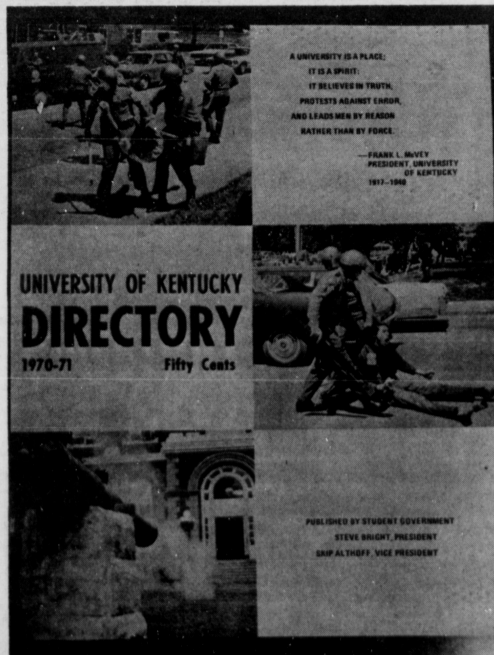 A UNIVERSITY IS A PLACE;
IT IS A SPIRIT:
IT BELIEVES IN TRUTH,
PROTESTS AGAINST ERROR,
AND LEADS MEN BY REASON
RATHER THAN BY FORCE.
—FRANK L. McVEY
PRESIDENT, UNIVERSITY
OF KENTUCKY
1917–1940
UNIVERSITY OF KENTUCKY
DIRECTORY
1970-71 Fifty Cents
PUBLISHED BY STUDENT GOVERNMENT
STEVE BRIGHT, PRESIDENT
SKIP ALTHOFF, VICE PRESIDENT